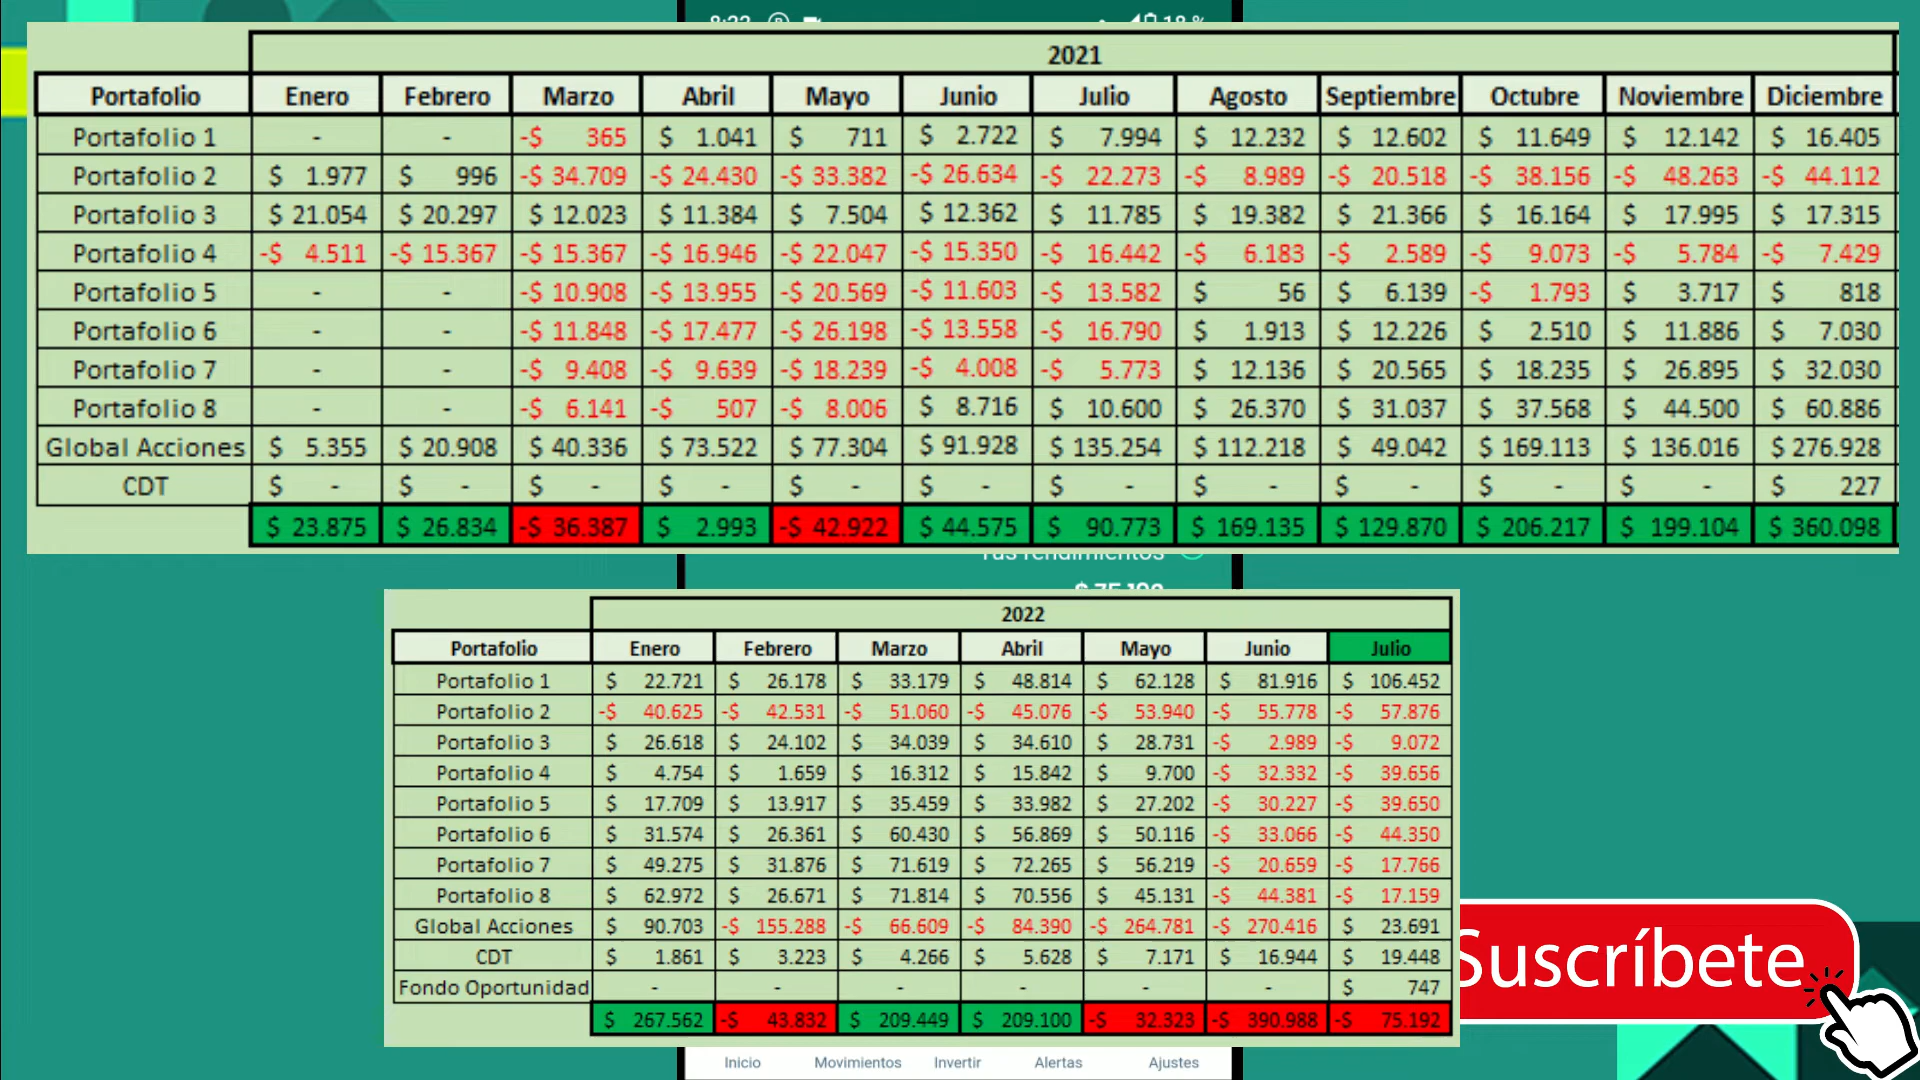 8:33 18 %
2021
Portafolio Enero Febrero Marzo Abril Mayo Junio Julio Agosto Septiembre Octubre Noviembre Diciembre
Portafolio 1 - - -$ 365 $ 1.041 $ 711 $ 2.722 $ 7.994 $ 12.232 $ 12.602 $ 11.649 $ 12.142 $ 16.405
Portafolio 2 $ 1.977 $ 996 -$ 34.709 -$ 24.430 -$ 33.382 -$ 26.634 -$ 22.273 -$ 8.989 -$ 20.518 -$ 38.156 -$ 48.263 -$ 44.112
Portafolio 3 $ 21.054 $ 20.297 $ 12.023 $ 11.384 $ 7.504 $ 12.362 $ 11.785 $ 19.382 $ 21.366 $ 16.164 $ 17.995 $ 17.315
Portafolio 4 -$ 4.511 -$ 15.367 -$ 15.367 -$ 16.946 -$ 22.047 -$ 15.350 -$ 16.442 -$ 6.183 -$ 2.589 -$ 9.073 -$ 5.784 -$ 7.429
Portafolio 5 - - -$ 10.908 -$ 13.955 -$ 20.569 -$ 11.603 -$ 13.582 $ 56 $ 6.139 -$ 1.793 $ 3.717 $ 818
Portafolio 6 - - -$ 11.848 -$ 17.477 -$ 26.198 -$ 13.558 -$ 16.790 $ 1.913 $ 12.226 $ 2.510 $ 11.886 $ 7.030
Portafolio 7 - - -$ 9.408 -$ 9.639 -$ 18.239 -$ 4.008 -$ 5.773 $ 12.136 $ 20.565 $ 18.235 $ 26.895 $ 32.030
Portafolio 8 - - -$ 6.141 -$ 507 -$ 8.006 $ 8.716 $ 10.600 $ 26.370 $ 31.037 $ 37.568 $ 44.500 $ 60.886
Global Acciones $ 5.355 $ 20.908 $ 40.336 $ 73.522 $ 77.304 $ 91.928 $ 135.254 $ 112.218 $ 49.042 $ 169.113 $ 136.016 $ 276.928
CDT $ - $ - $ - $ - $ - $ - $ - $ - $ - $ - $ - $ 227
$ 23.875 $ 26.834 -$ 36.387 $ 2.993 -$ 42.922 $ 44.575 $ 90.773 $ 169.135 $ 129.870 $ 206.217 $ 199.104 $ 360.098
Tus rendimientos
$ 75.192
2022
Portafolio Enero Febrero Marzo Abril Mayo Junio Julio
Portafolio 1 $ 22.721 $ 26.178 $ 33.179 $ 48.814 $ 62.128 $ 81.916 $ 106.452
Portafolio 2 -$ 40.625 -$ 42.531 -$ 51.060 -$ 45.076 -$ 53.940 -$ 55.778 -$ 57.876
Portafolio 3 $ 26.618 $ 24.102 $ 34.039 $ 34.610 $ 28.731 -$ 2.989 -$ 9.072
Portafolio 4 $ 4.754 $ 1.659 $ 16.312 $ 15.842 $ 9.700 -$ 32.332 -$ 39.656
Portafolio 5 $ 17.709 $ 13.917 $ 35.459 $ 33.982 $ 27.202 -$ 30.227 -$ 39.650
Portafolio 6 $ 31.574 $ 26.361 $ 60.430 $ 56.869 $ 50.116 -$ 33.066 -$ 44.350
Portafolio 7 $ 49.275 $ 31.876 $ 71.619 $ 72.265 $ 56.219 -$ 20.659 -$ 17.766
Portafolio 8 $ 62.972 $ 26.671 $ 71.814 $ 70.556 $ 45.131 -$ 44.381 -$ 17.159
Global Acciones $ 90.703 -$ 155.288 -$ 66.609 -$ 84.390 -$ 264.781 -$ 270.416 $ 23.691
CDT $ 1.861 $ 3.223 $ 4.266 $ 5.628 $ 7.171 $ 16.944 $ 19.448
Fondo Oportunidad - - - - - - $ 747
$ 267.562 -$ 43.832 $ 209.449 $ 209.100 -$ 32.323 -$ 390.988 -$ 75.192
Suscríbete
Inicio Movimientos Invertir Alertas Ajustes